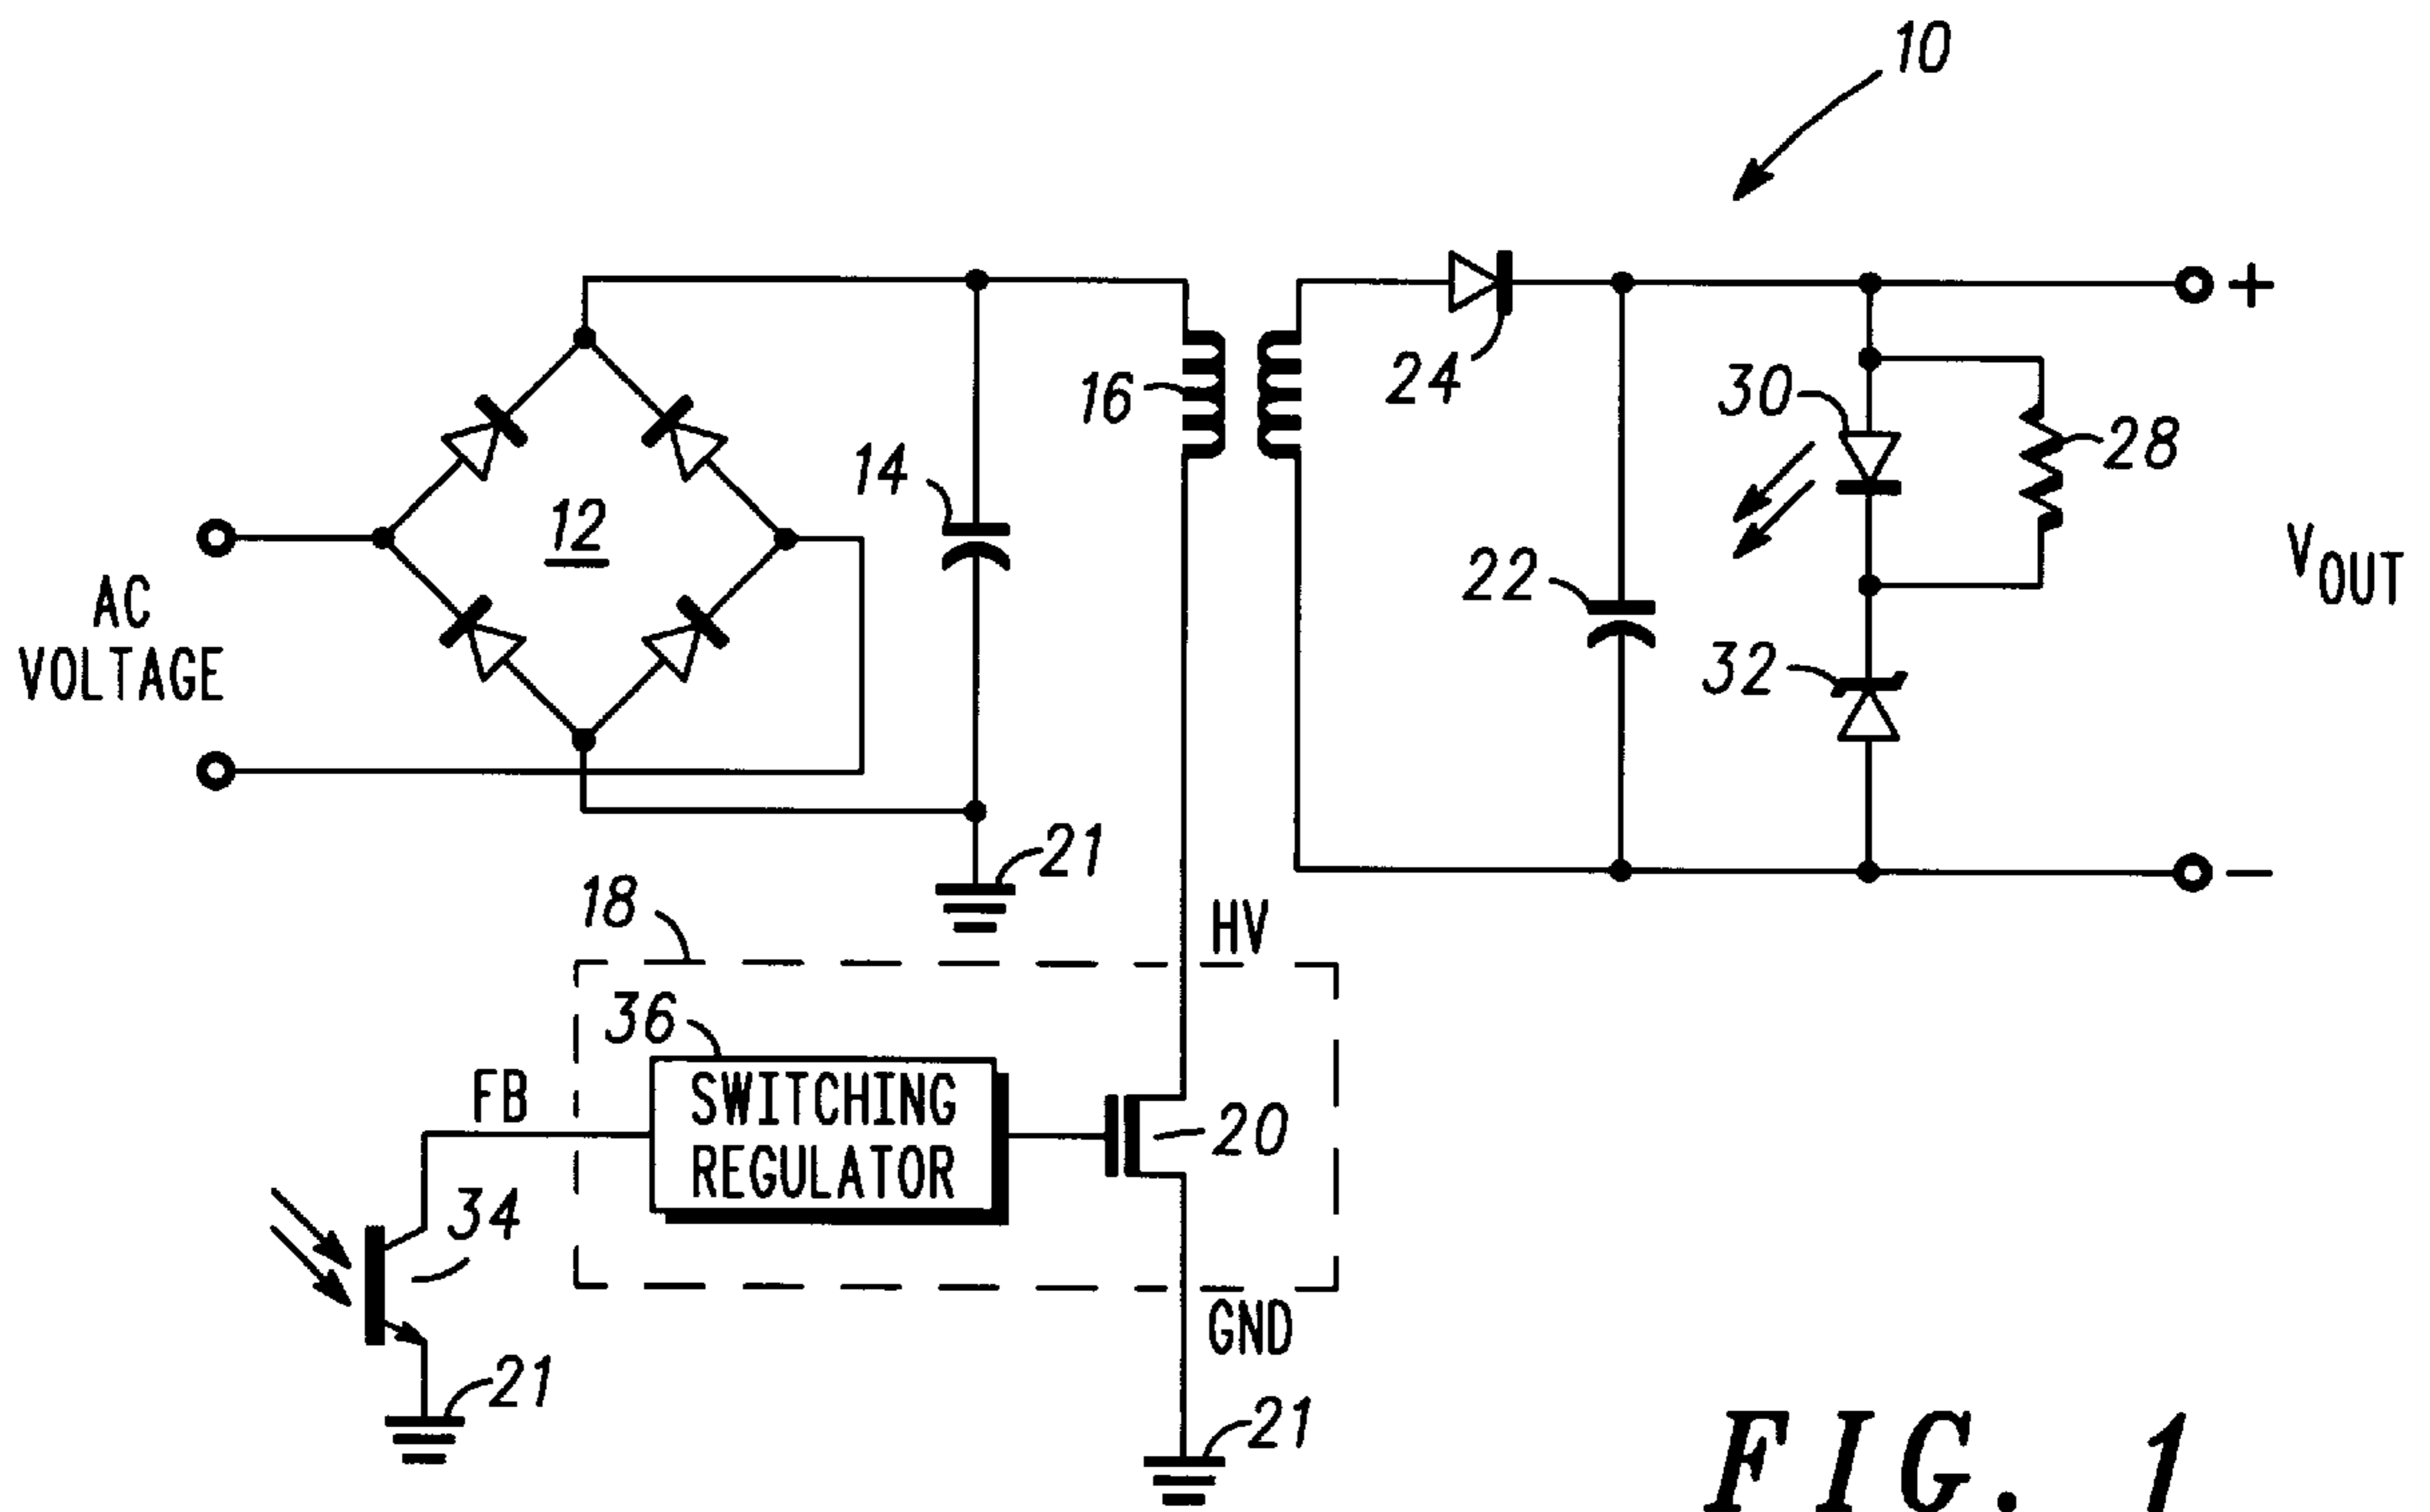 10
12
14
16
24
30
28
22
32
AC
VOLTAGE
V OUT
+
−
21
18
HV
36
SWITCHING
REGULATOR
FB
20
34
GND
21
21
FIG. 1